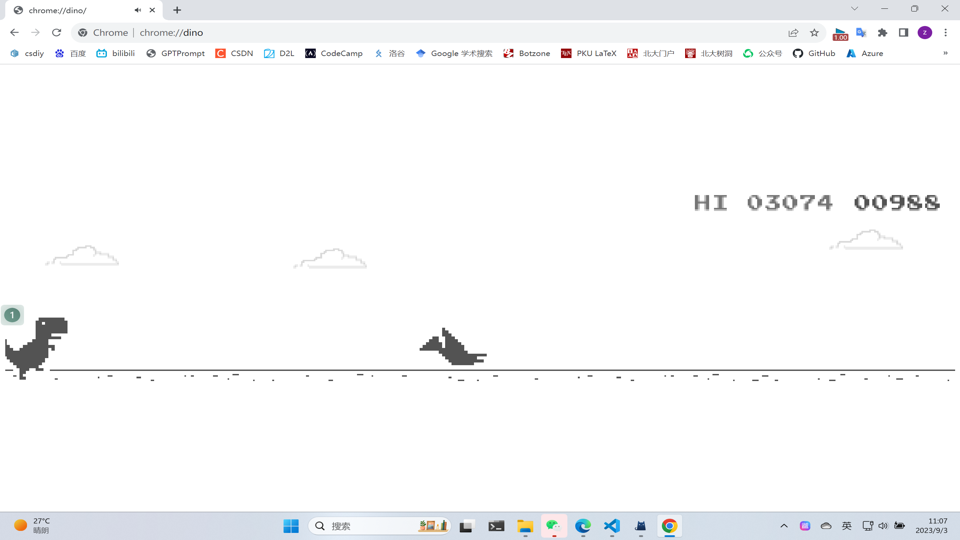 chrome://dino/
Chrome | chrome://dino
1.00
z
csdiy 百度 bilibili GPTPrompt CSDN D2L CodeCamp 洛谷 Google 学术搜索 Botzone PKU LaTeX 北大门户 北大树洞 公众号 GitHub Azure »
HI 03074 00988
1
27°C
晴朗
搜索
英
11:07
2023/9/3